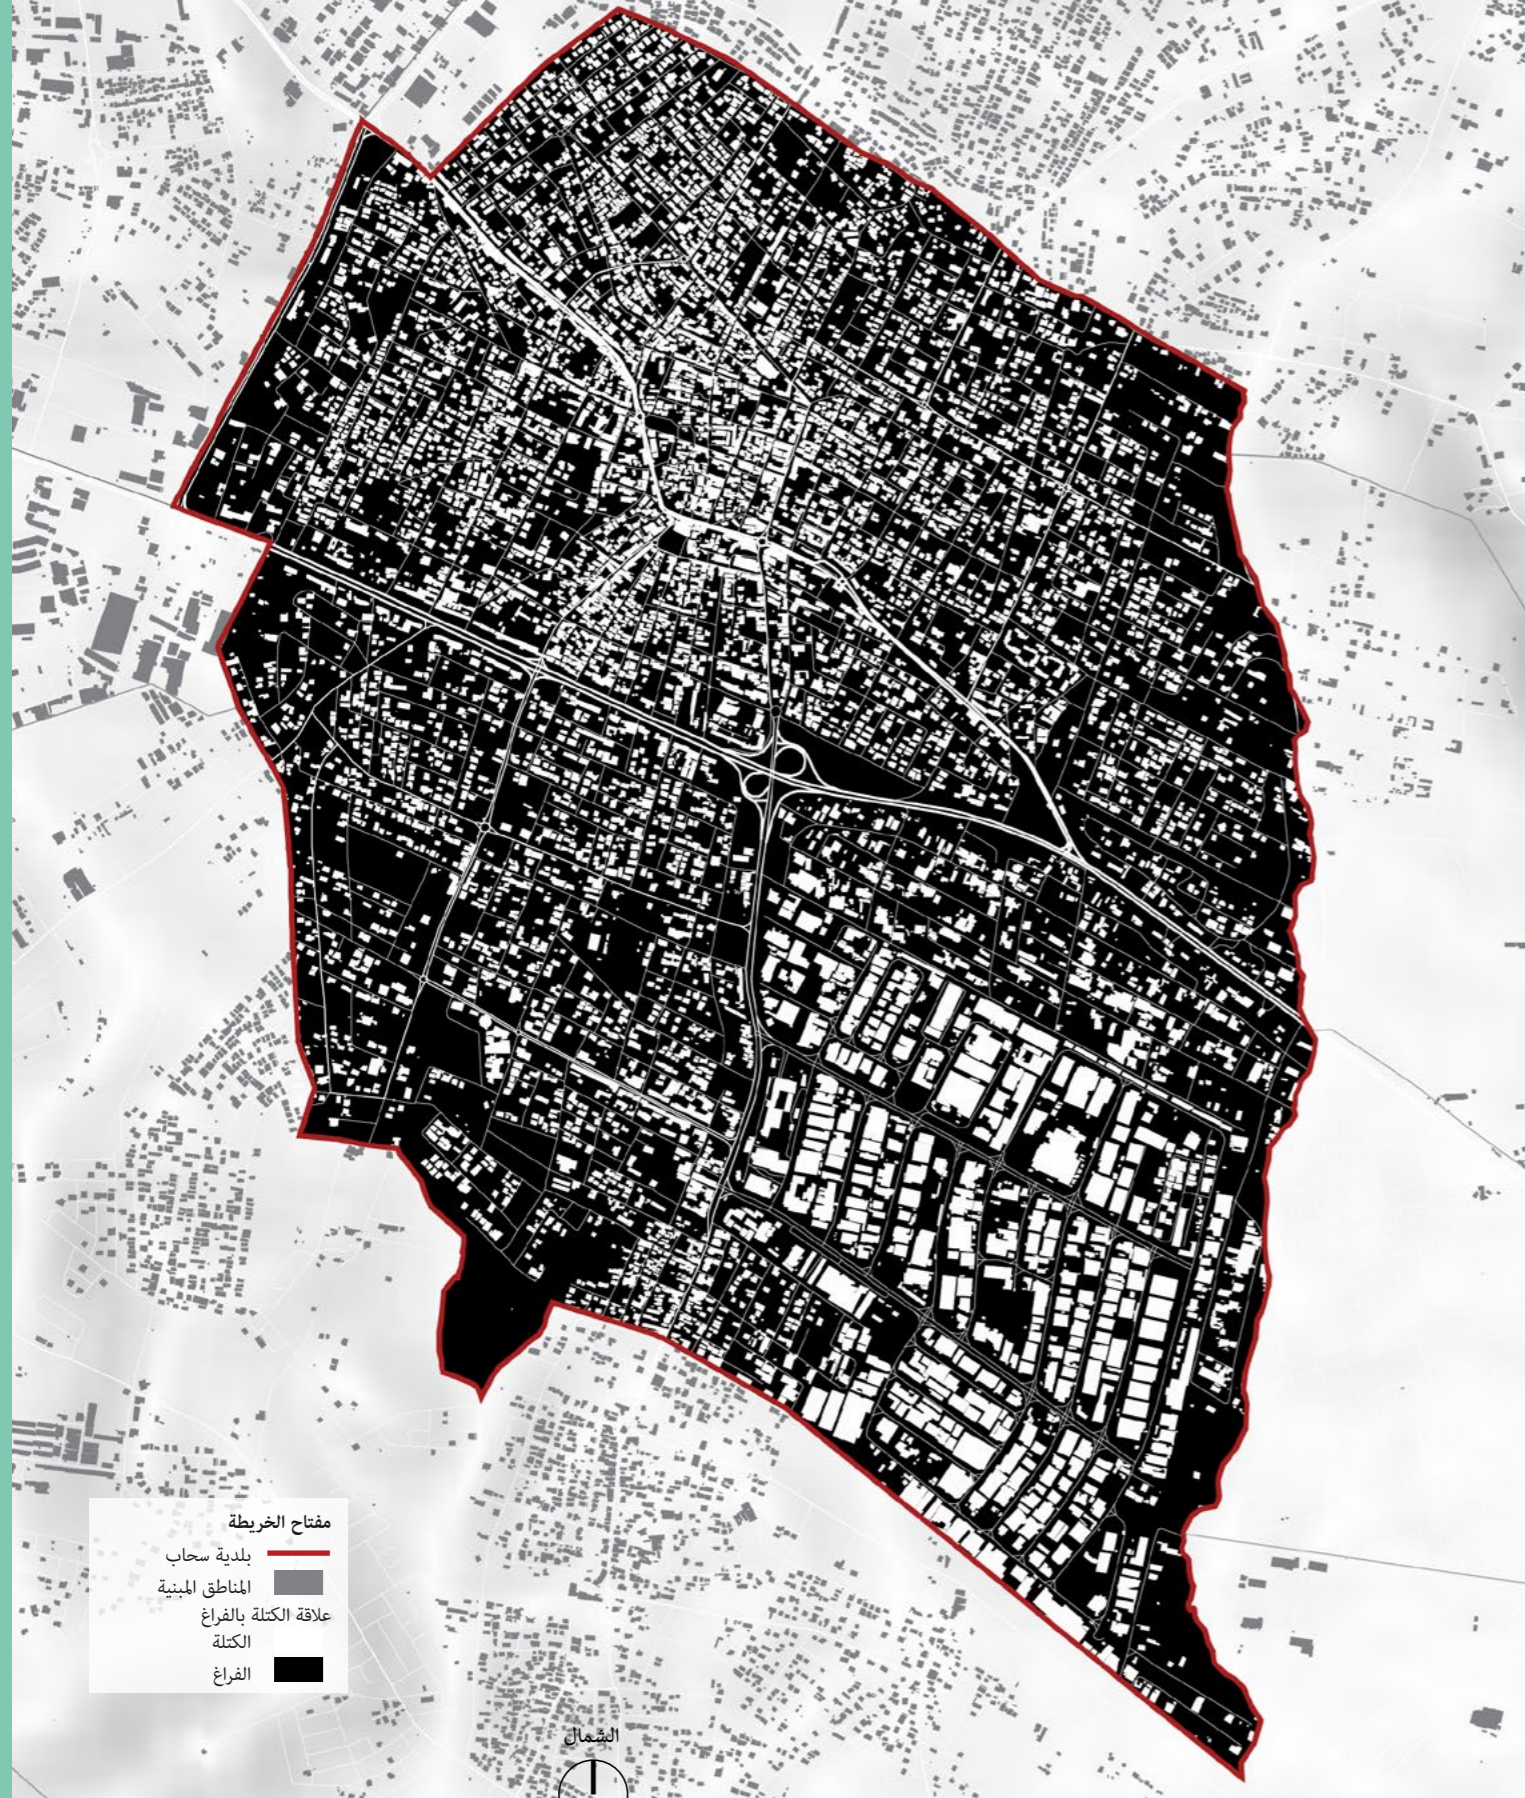 مفتاح الخريطة
بلدية سحاب
المناطق المبنية
علاقة الكتلة بالفراغ
الكتلة
الفراغ
الشمال